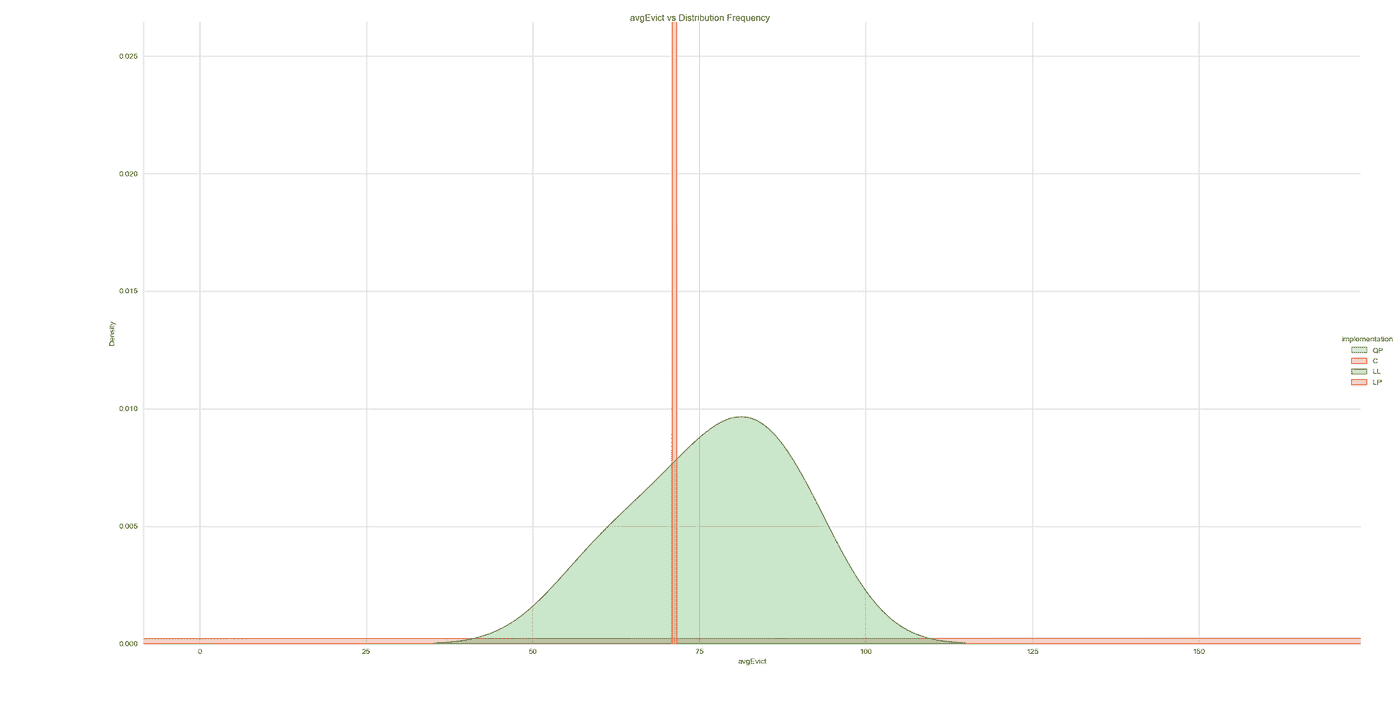 avgEvict vs Distribution Frequency
0.025
0.020
0.015
0.010
0.005
0.000
Density
0 25 50 75 100 125 150
avgEvict
implementation
QP
C
LL
LP